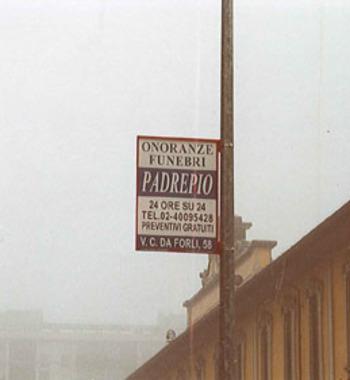 ONORANZE
FUNEBRI
PADREPIO
24 ORE SU 24
TEL.02-40095428
PREVENTIVI GRATUITI
V. C. DA FORLI, 58